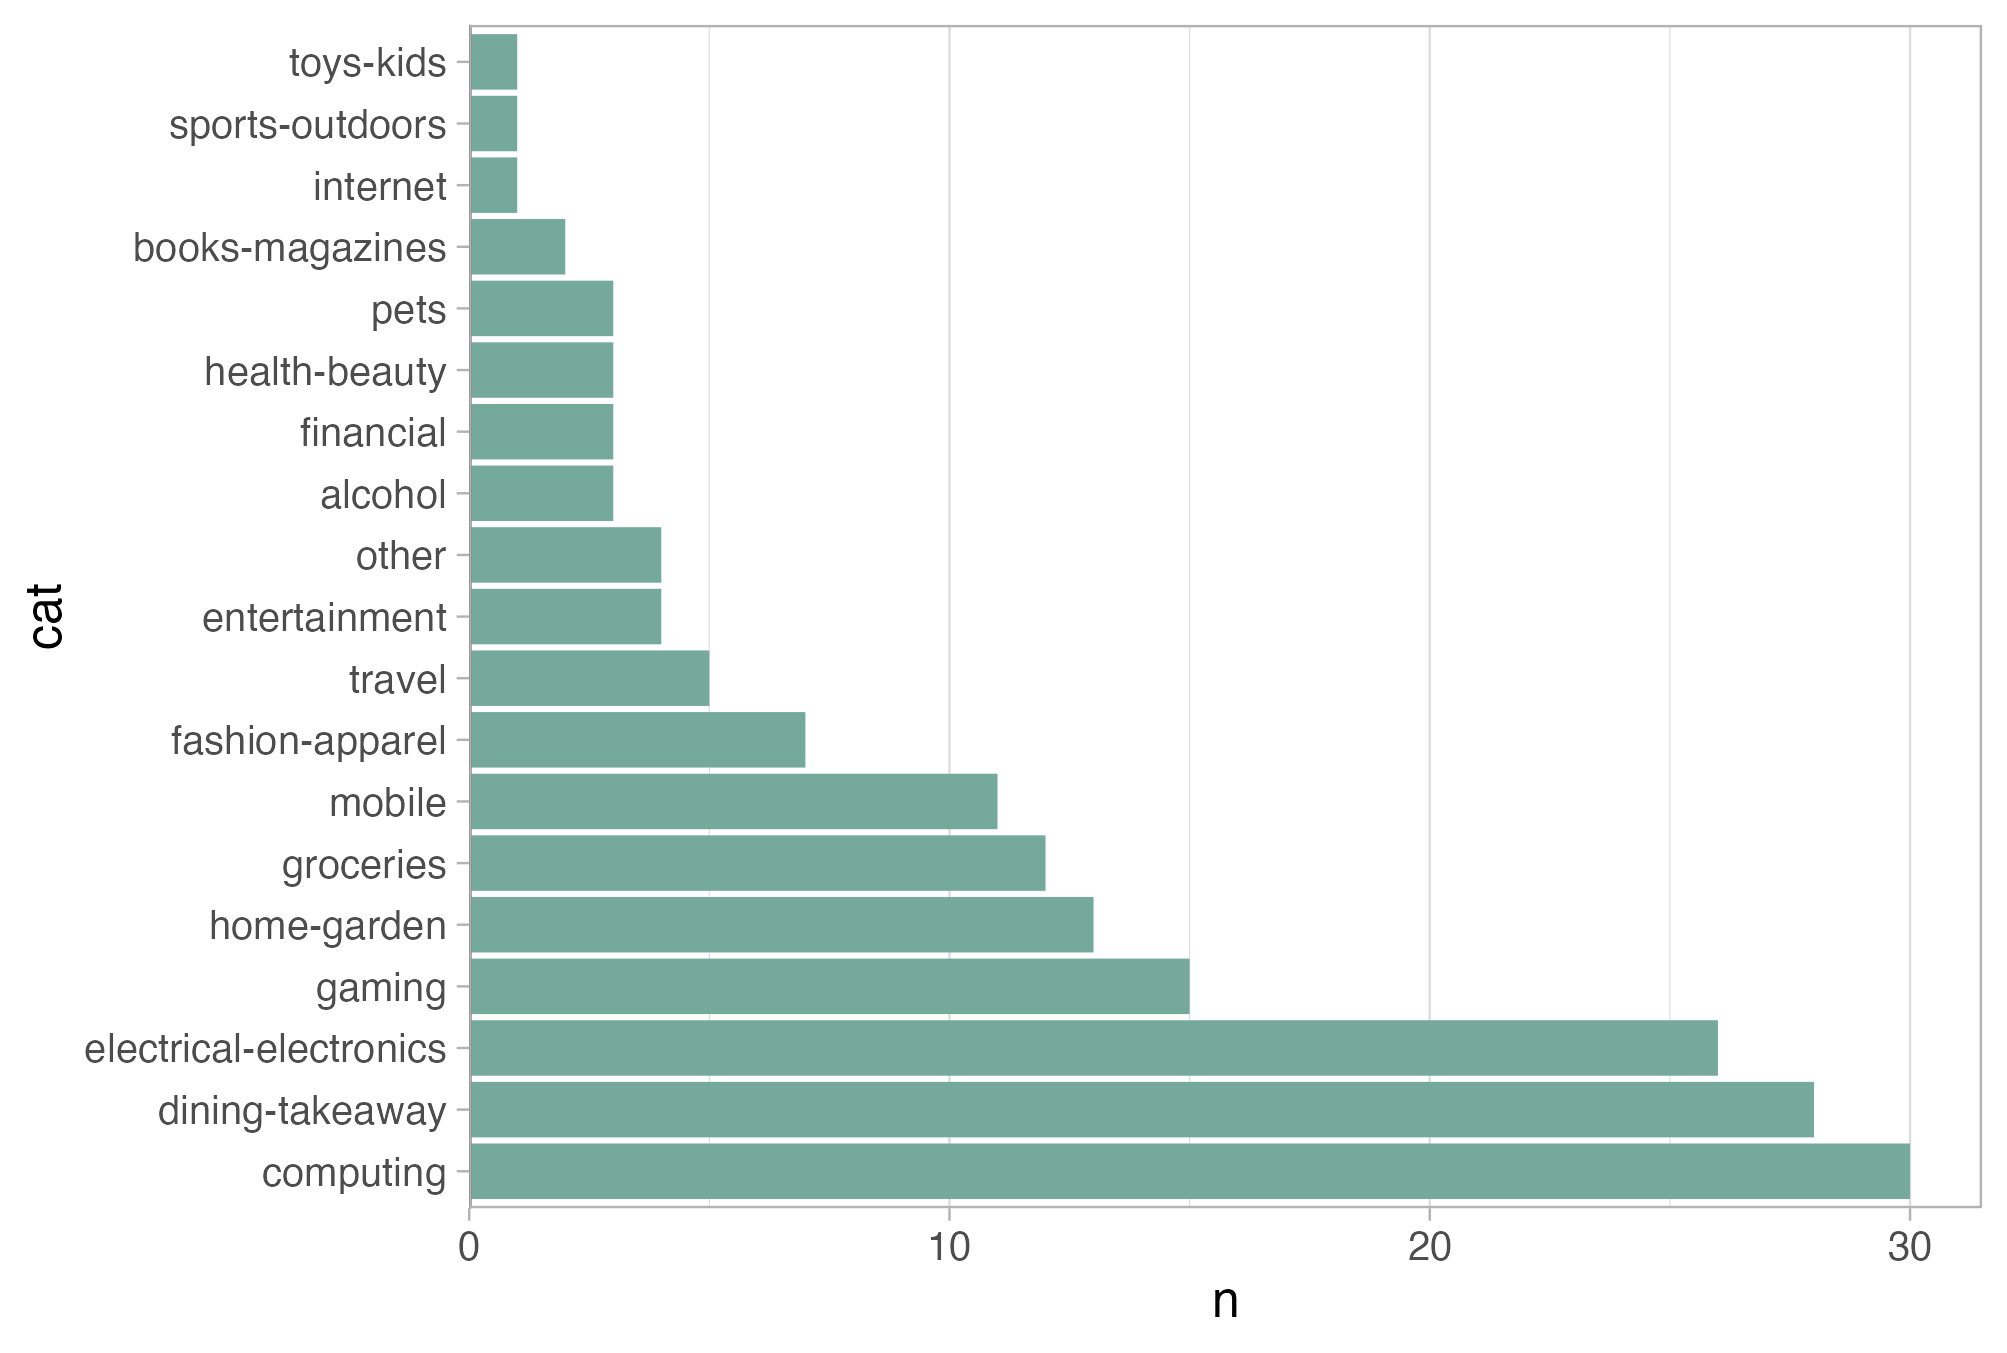 toys-kids
sports-outdoors
internet
books-magazines
pets
health-beauty
financial
alcohol
other
entertainment
travel
fashion-apparel
mobile
groceries
home-garden
gaming
electrical-electronics
dining-takeaway
computing
cat
0 10 20 30
n